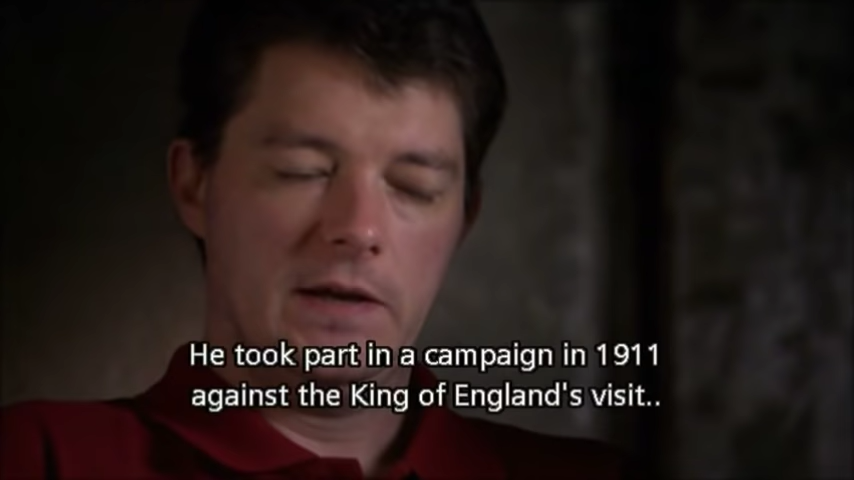 He took part in a campaign in 1911
against the King of England's visit..